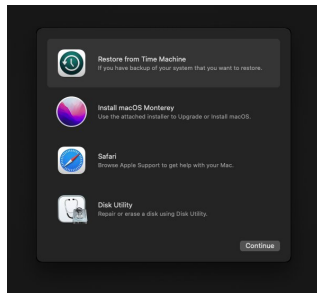 Restore from Time Machine
If you have backup of your system that you want to restore.
Install macOS Monterey
Use the attached Installer to Upgrade or Install macOS.
Safari
Browse Apple Support to get help with your Mac.
Disk Utility
Repair or erase a disk using Disk Utility.
Continue